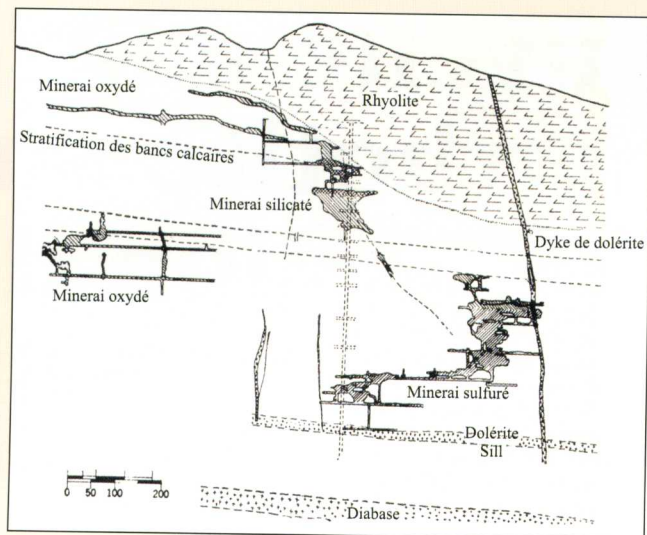 Minerai oxydé
Rhyolite
Stratification des bancs calcaires
Minerai silicaté
Dyke de dolérite
Minerai oxydé
Minerai sulfuré
Dolérite
Sill
0 50 100 200
Diabase